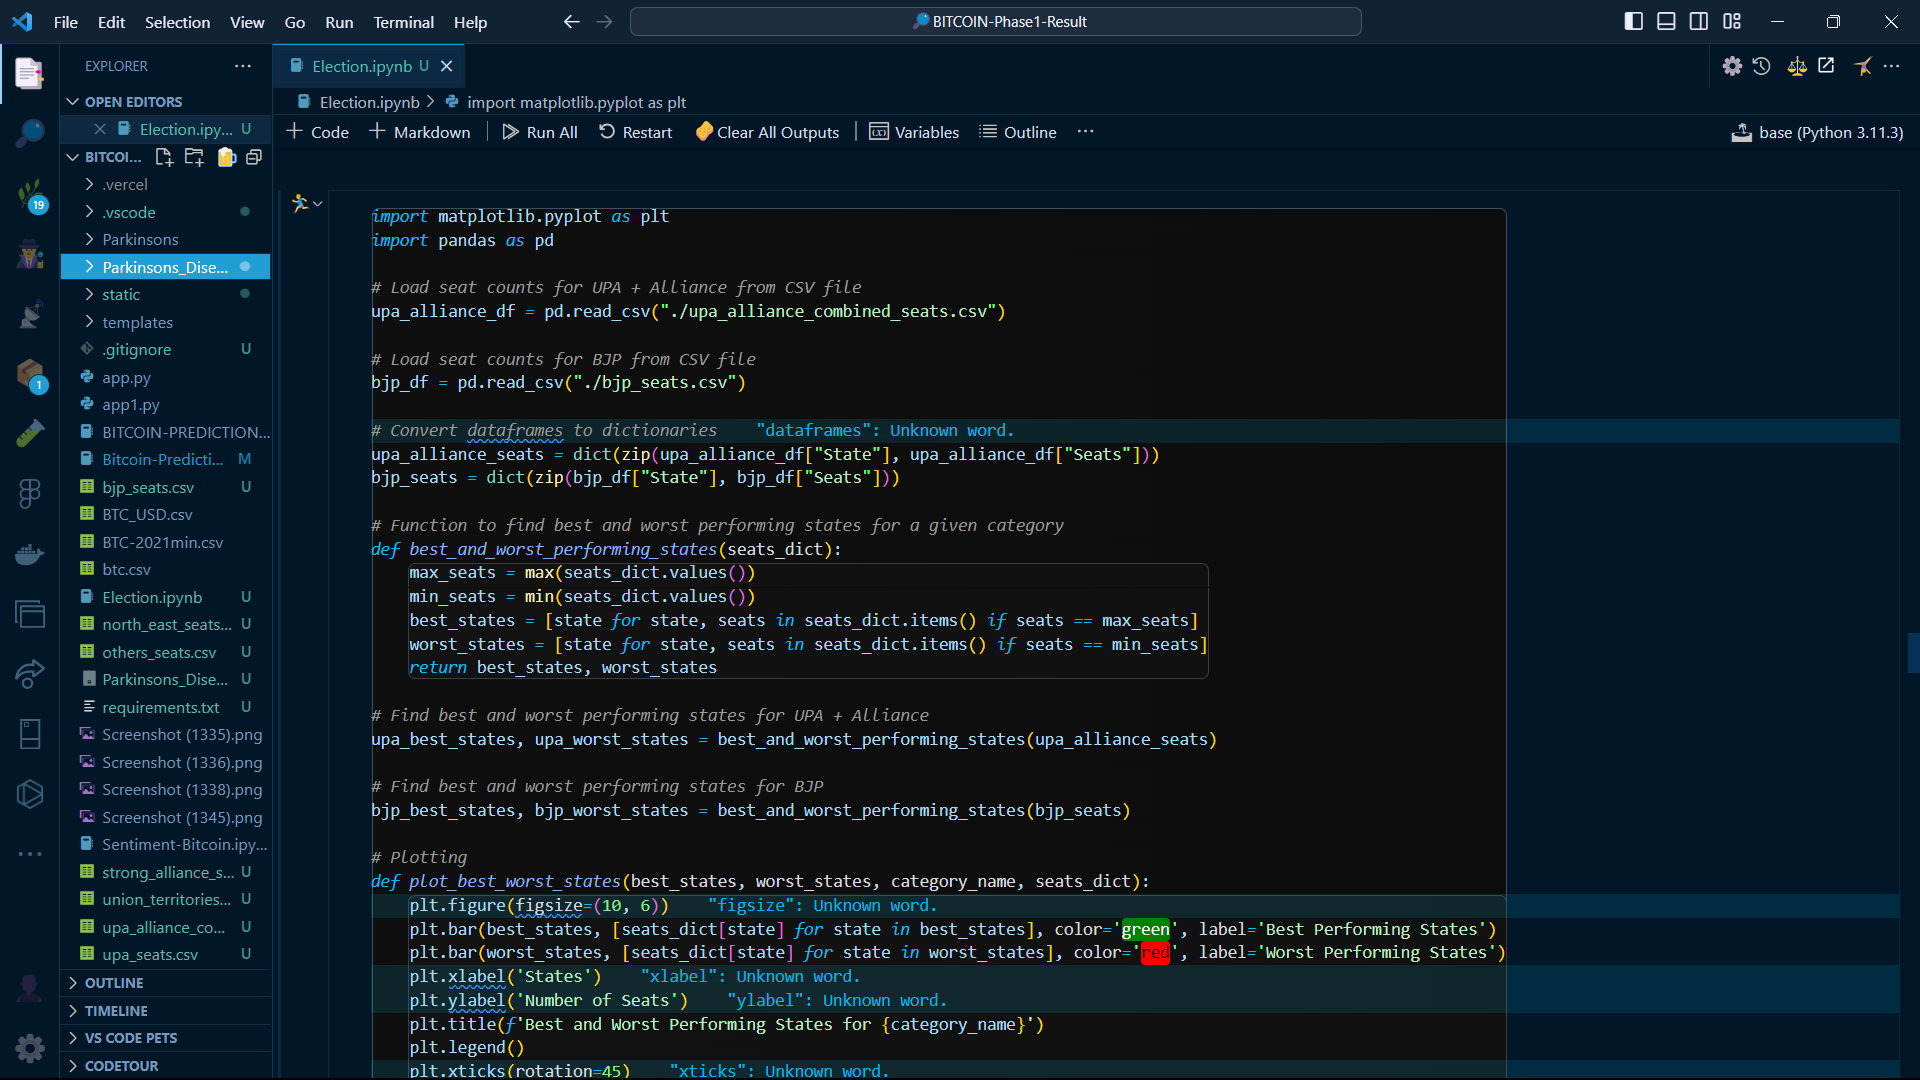 File Edit Selection View Go Run Terminal Help
BITCOIN-Phase1-Result
EXPLORER
Election.ipynb U
OPEN EDITORS
Election.ipynb > import matplotlib.pyplot as plt
Election.ipy... U
Code Markdown Run All Restart Clear All Outputs Variables Outline ...
base (Python 3.11.3)
BITCOI...
.vercel
.vscode
Parkinsons
Parkinsons_Dise...
static
templates
.gitignore U
app.py
app1.py
BITCOIN-PREDICTION...
Bitcoin-Predicti... M
bjp_seats.csv U
BTC_USD.csv
BTC-2021min.csv
btc.csv
Election.ipynb U
north_east_seats... U
others_seats.csv U
Parkinsons_Dise... U
requirements.txt U
Screenshot (1335).png
Screenshot (1336).png
Screenshot (1338).png
Screenshot (1345).png
Sentiment-Bitcoin.ipy...
strong_alliance_s... U
union_territories... U
upa_alliance_co... U
upa_seats.csv U
OUTLINE
TIMELINE
VS CODE PETS
CODETOUR
19
1
import matplotlib.pyplot as plt
import pandas as pd
# Load seat counts for UPA + Alliance from CSV file
upa_alliance_df = pd.read_csv("./upa_alliance_combined_seats.csv")
# Load seat counts for BJP from CSV file
bjp_df = pd.read_csv("./bjp_seats.csv")
# Convert dataframes to dictionaries "dataframes": Unknown word.
upa_alliance_seats = dict(zip(upa_alliance_df["State"], upa_alliance_df["Seats"]))
bjp_seats = dict(zip(bjp_df["State"], bjp_df["Seats"]))
# Function to find best and worst performing states for a given category
def best_and_worst_performing_states(seats_dict):
max_seats = max(seats_dict.values())
min_seats = min(seats_dict.values())
best_states = [state for state, seats in seats_dict.items() if seats == max_seats]
worst_states = [state for state, seats in seats_dict.items() if seats == min_seats]
return best_states, worst_states
# Find best and worst performing states for UPA + Alliance
upa_best_states, upa_worst_states = best_and_worst_performing_states(upa_alliance_seats)
# Find best and worst performing states for BJP
bjp_best_states, bjp_worst_states = best_and_worst_performing_states(bjp_seats)
# Plotting
def plot_best_worst_states(best_states, worst_states, category_name, seats_dict):
plt.figure(figsize=(10, 6)) "figsize": Unknown word.
plt.bar(best_states, [seats_dict[state] for state in best_states], color='green', label='Best Performing States')
plt.bar(worst_states, [seats_dict[state] for state in worst_states], color='red', label='Worst Performing States')
plt.xlabel('States') "xlabel": Unknown word.
plt.ylabel('Number of Seats') "ylabel": Unknown word.
plt.title(f'Best and Worst Performing States for {category_name}')
plt.legend()
plt.xticks(rotation=45) "xticks": Unknown word.